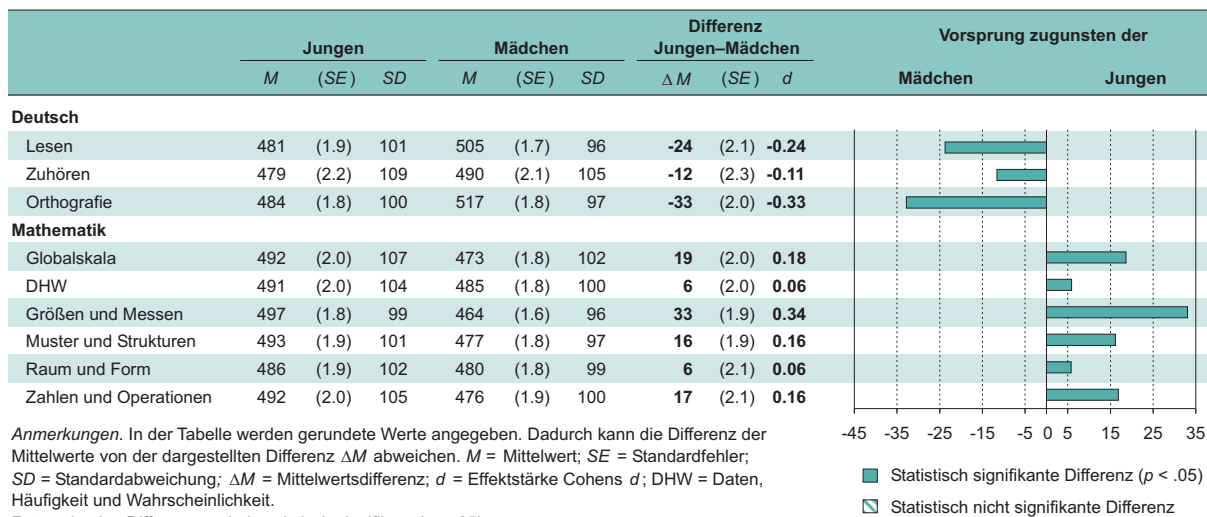 Differenz
Jungen Mädchen Jungen–Mädchen Vorsprung zugunsten der
M (SE) SD M (SE) SD Δ M (SE) d Mädchen Jungen
Deutsch
Lesen 481 (1.9) 101 505 (1.7) 96 -24 (2.1) -0.24
Zuhören 479 (2.2) 109 490 (2.1) 105 -12 (2.3) -0.11
Orthografie 484 (1.8) 100 517 (1.8) 97 -33 (2.0) -0.33
Mathematik
Globalskala 492 (2.0) 107 473 (1.8) 102 19 (2.0) 0.18
DHW 491 (2.0) 104 485 (1.8) 100 6 (2.0) 0.06
Größen und Messen 497 (1.8) 99 464 (1.6) 96 33 (1.9) 0.34
Muster und Strukturen 493 (1.9) 101 477 (1.8) 97 16 (1.9) 0.16
Raum und Form 486 (1.9) 102 480 (1.8) 99 6 (2.1) 0.06
Zahlen und Operationen 492 (2.0) 105 476 (1.9) 100 17 (2.1) 0.16
-45 -35 -25 -15 -5 0 5 15 25 35
Anmerkungen. In der Tabelle werden gerundete Werte angegeben. Dadurch kann die Differenz der
Mittelwerte von der dargestellten Differenz ΔM abweichen. M = Mittelwert; SE = Standardfehler;
SD = Standardabweichung; ΔM = Mittelwertsdifferenz; d = Effektstärke Cohens d; DHW = Daten,
Häufigkeit und Wahrscheinlichkeit.
Statistisch signifikante Differenz (p < .05)
Statistisch nicht signifikante Differenz